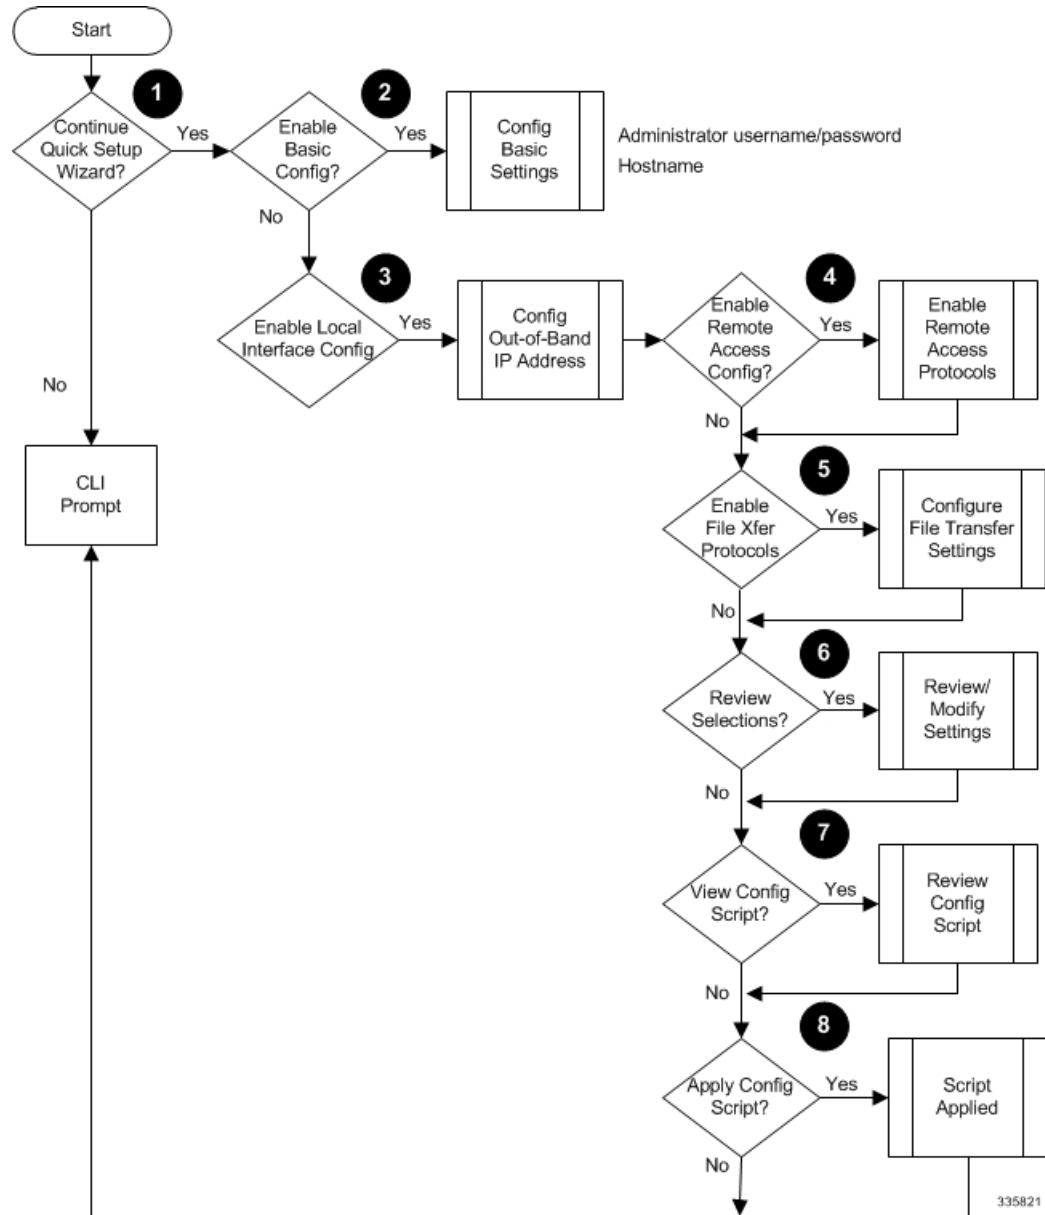 Start
1
Continue
Quick Setup
Wizard?
Yes
2
Enable
Basic
Config?
Yes
Config
Basic
Settings
Administrator username/password
Hostname
No
3
Enable Local
Interface Config
Yes
Config
Out-of-Band
IP Address
4
Enable
Remote
Access
Config?
Yes
Enable
Remote
Access
Protocols
No
No
CLI
Prompt
5
Enable
File Xfer
Protocols
Yes
Configure
File Transfer
Settings
No
6
Review
Selections?
Yes
Review/
Modify
Settings
No
7
View Config
Script?
Yes
Review
Config
Script
No
8
Apply Config
Script?
Yes
Script
Applied
No
335821